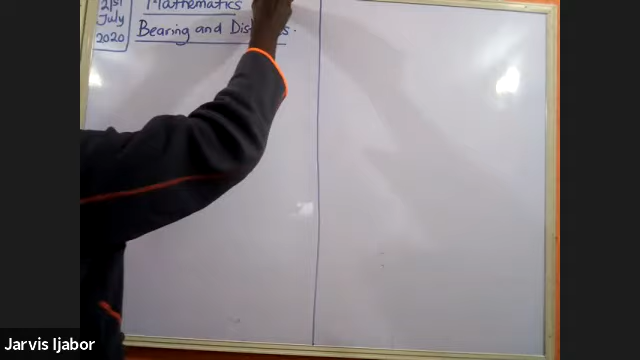 21st
July
2020
Mathematics
Bearing and
Jarvis Ijabor